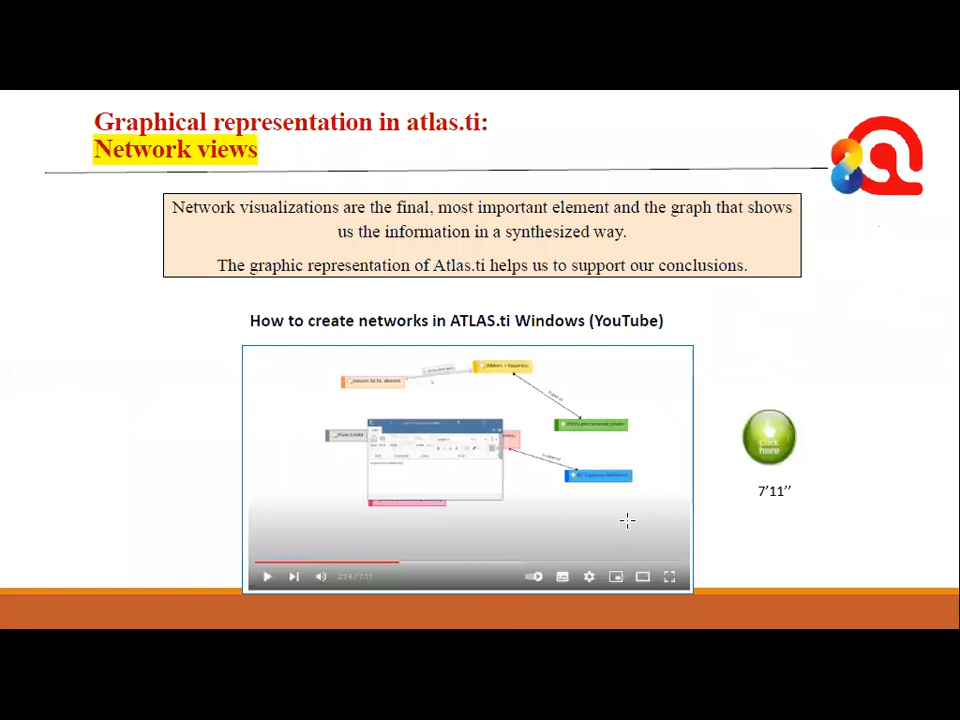 Graphical representation in atlas.ti:
Network views
Network visualizations are the final, most important element and the graph that shows
us the information in a synthesized way.
The graphic representation of Atlas.ti helps us to support our conclusions.
How to create networks in ATLAS.ti Windows (YouTube)
click
here
7’11’’